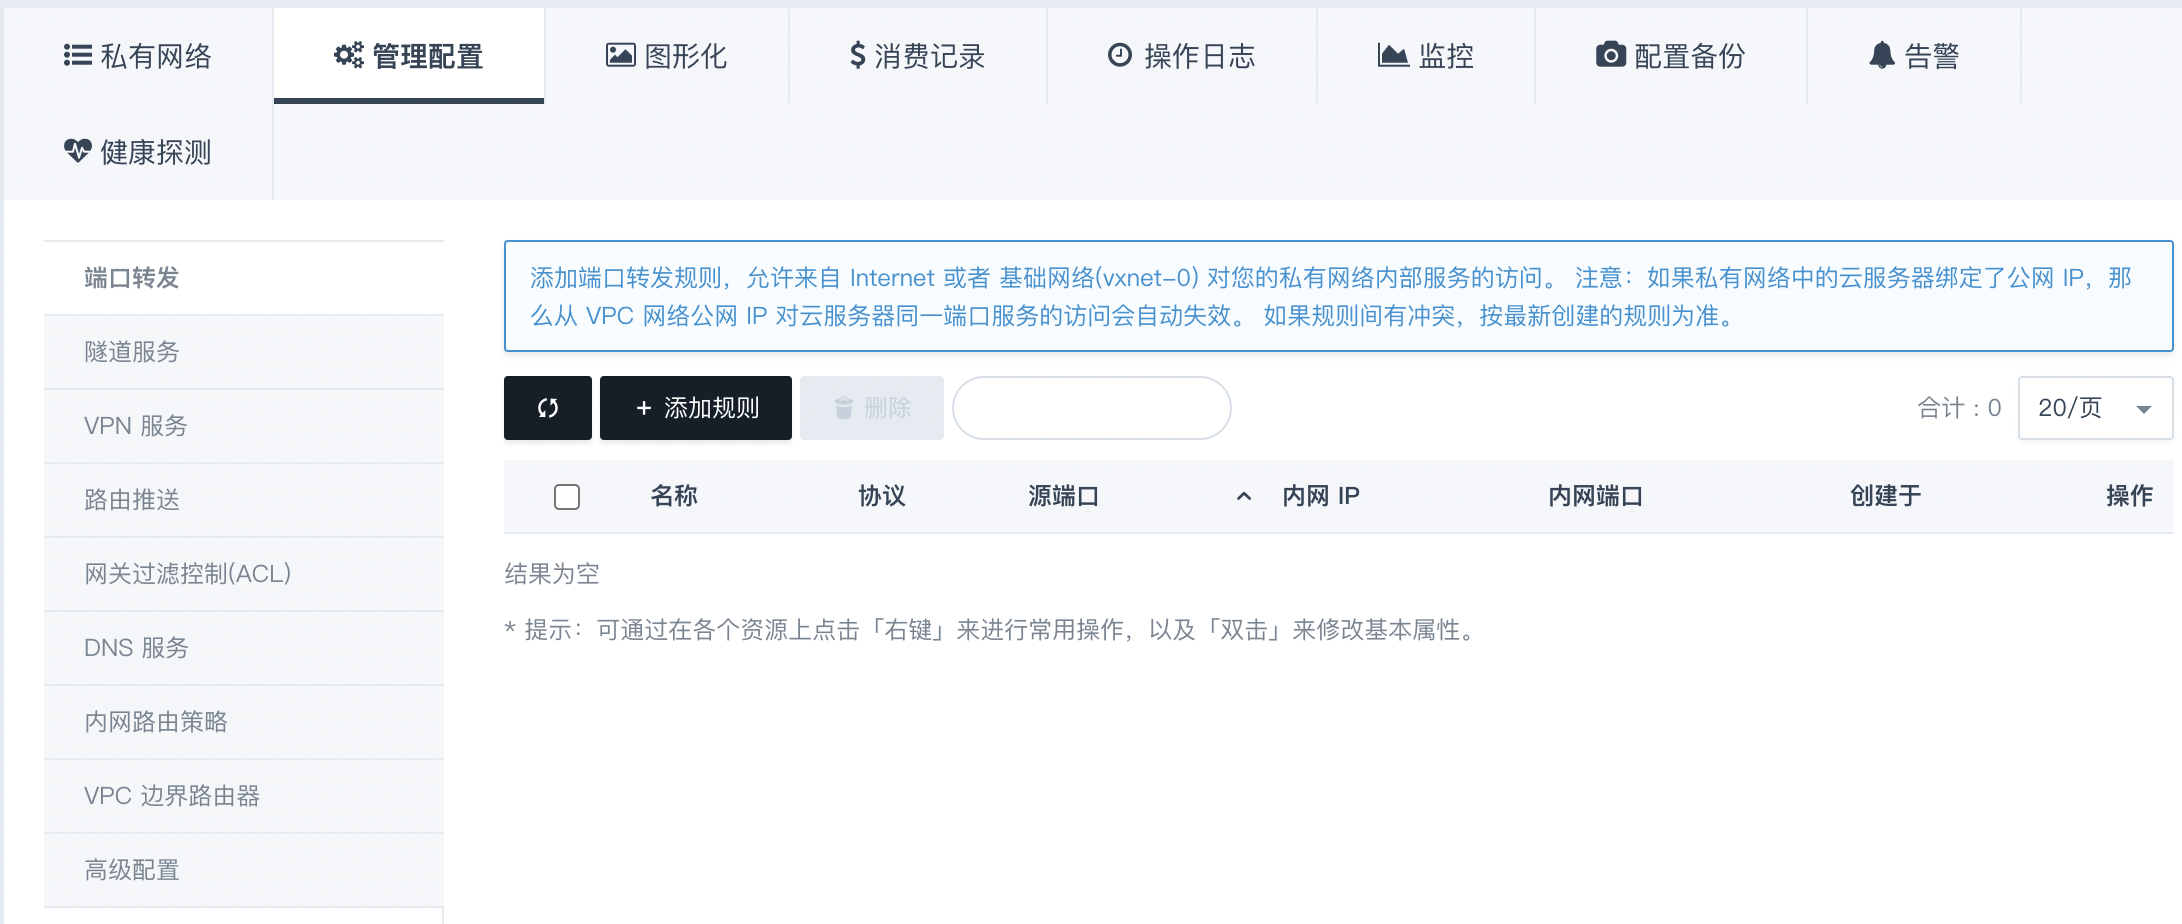 私有网络
管理配置
图形化
消费记录
操作日志
监控
配置备份
告警
健康探测
端口转发
隧道服务
VPN 服务
路由推送
网关过滤控制(ACL)
DNS 服务
内网路由策略
VPC 边界路由器
高级配置
添加端口转发规则，允许来自 Internet 或者 基础网络(vxnet-0) 对您的私有网络内部服务的访问。 注意：如果私有网络中的云服务器绑定了公网 IP，那
么从 VPC 网络公网 IP 对云服务器同一端口服务的访问会自动失效。 如果规则间有冲突，按最新创建的规则为准。
+ 添加规则
删除
合计 : 0
20/页
名称 协议 源端口 内网 IP 内网端口 创建于 操作
结果为空
* 提示：可通过在各个资源上点击「右键」来进行常用操作，以及「双击」来修改基本属性。